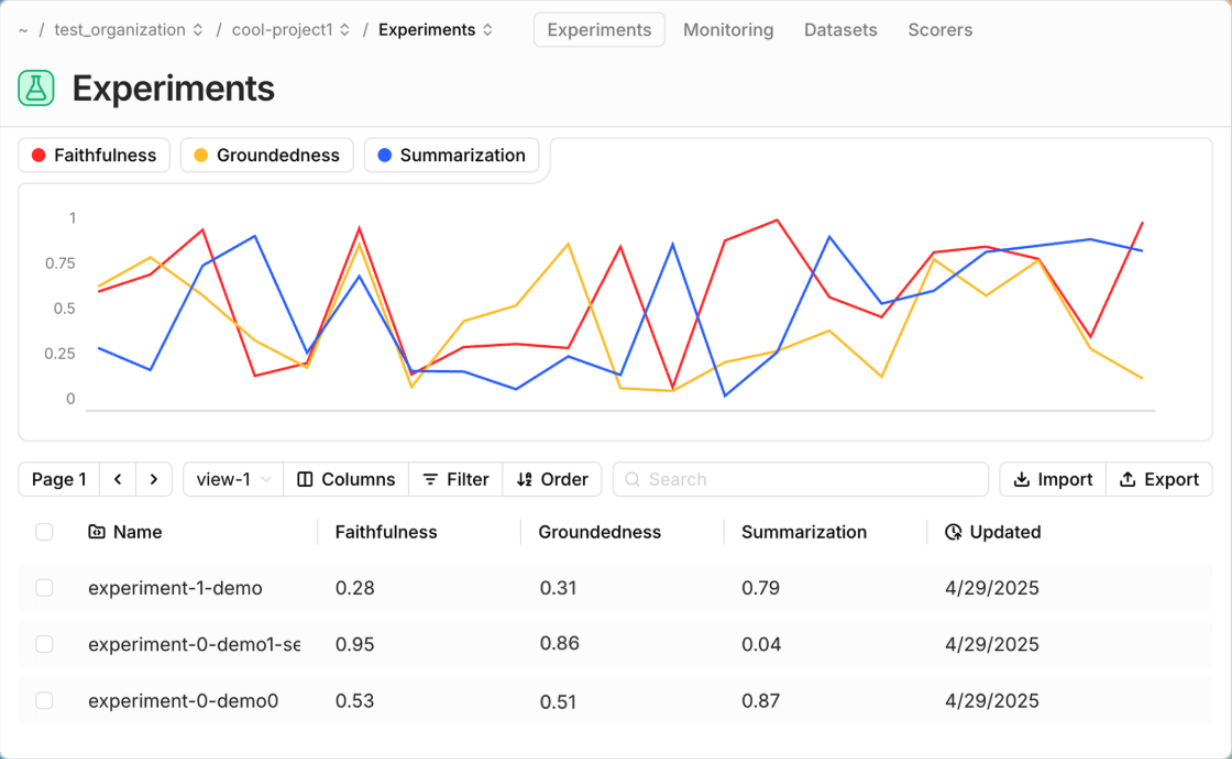 ~ / test_organization / cool-project1 / Experiments Experiments Monitoring Datasets Scorers
Experiments
Faithfulness Groundedness Summarization
1
0.75
0.5
0.25
0
Page 1 view-1 Columns Filter Order Search Import Export
Name Faithfulness Groundedness Summarization Updated
experiment-1-demo 0.28 0.31 0.79 4/29/2025
experiment-0-demo1-se 0.95 0.86 0.04 4/29/2025
experiment-0-demo0 0.53 0.51 0.87 4/29/2025